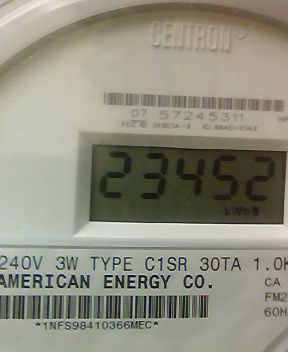 CENTRON®
07 57245311
23452
kWh
240V 3W TYPE C1SR 30TA 1.0K
AMERICAN ENERGY CO.
CA
FM2
60H
*1NFS98410366MEC*